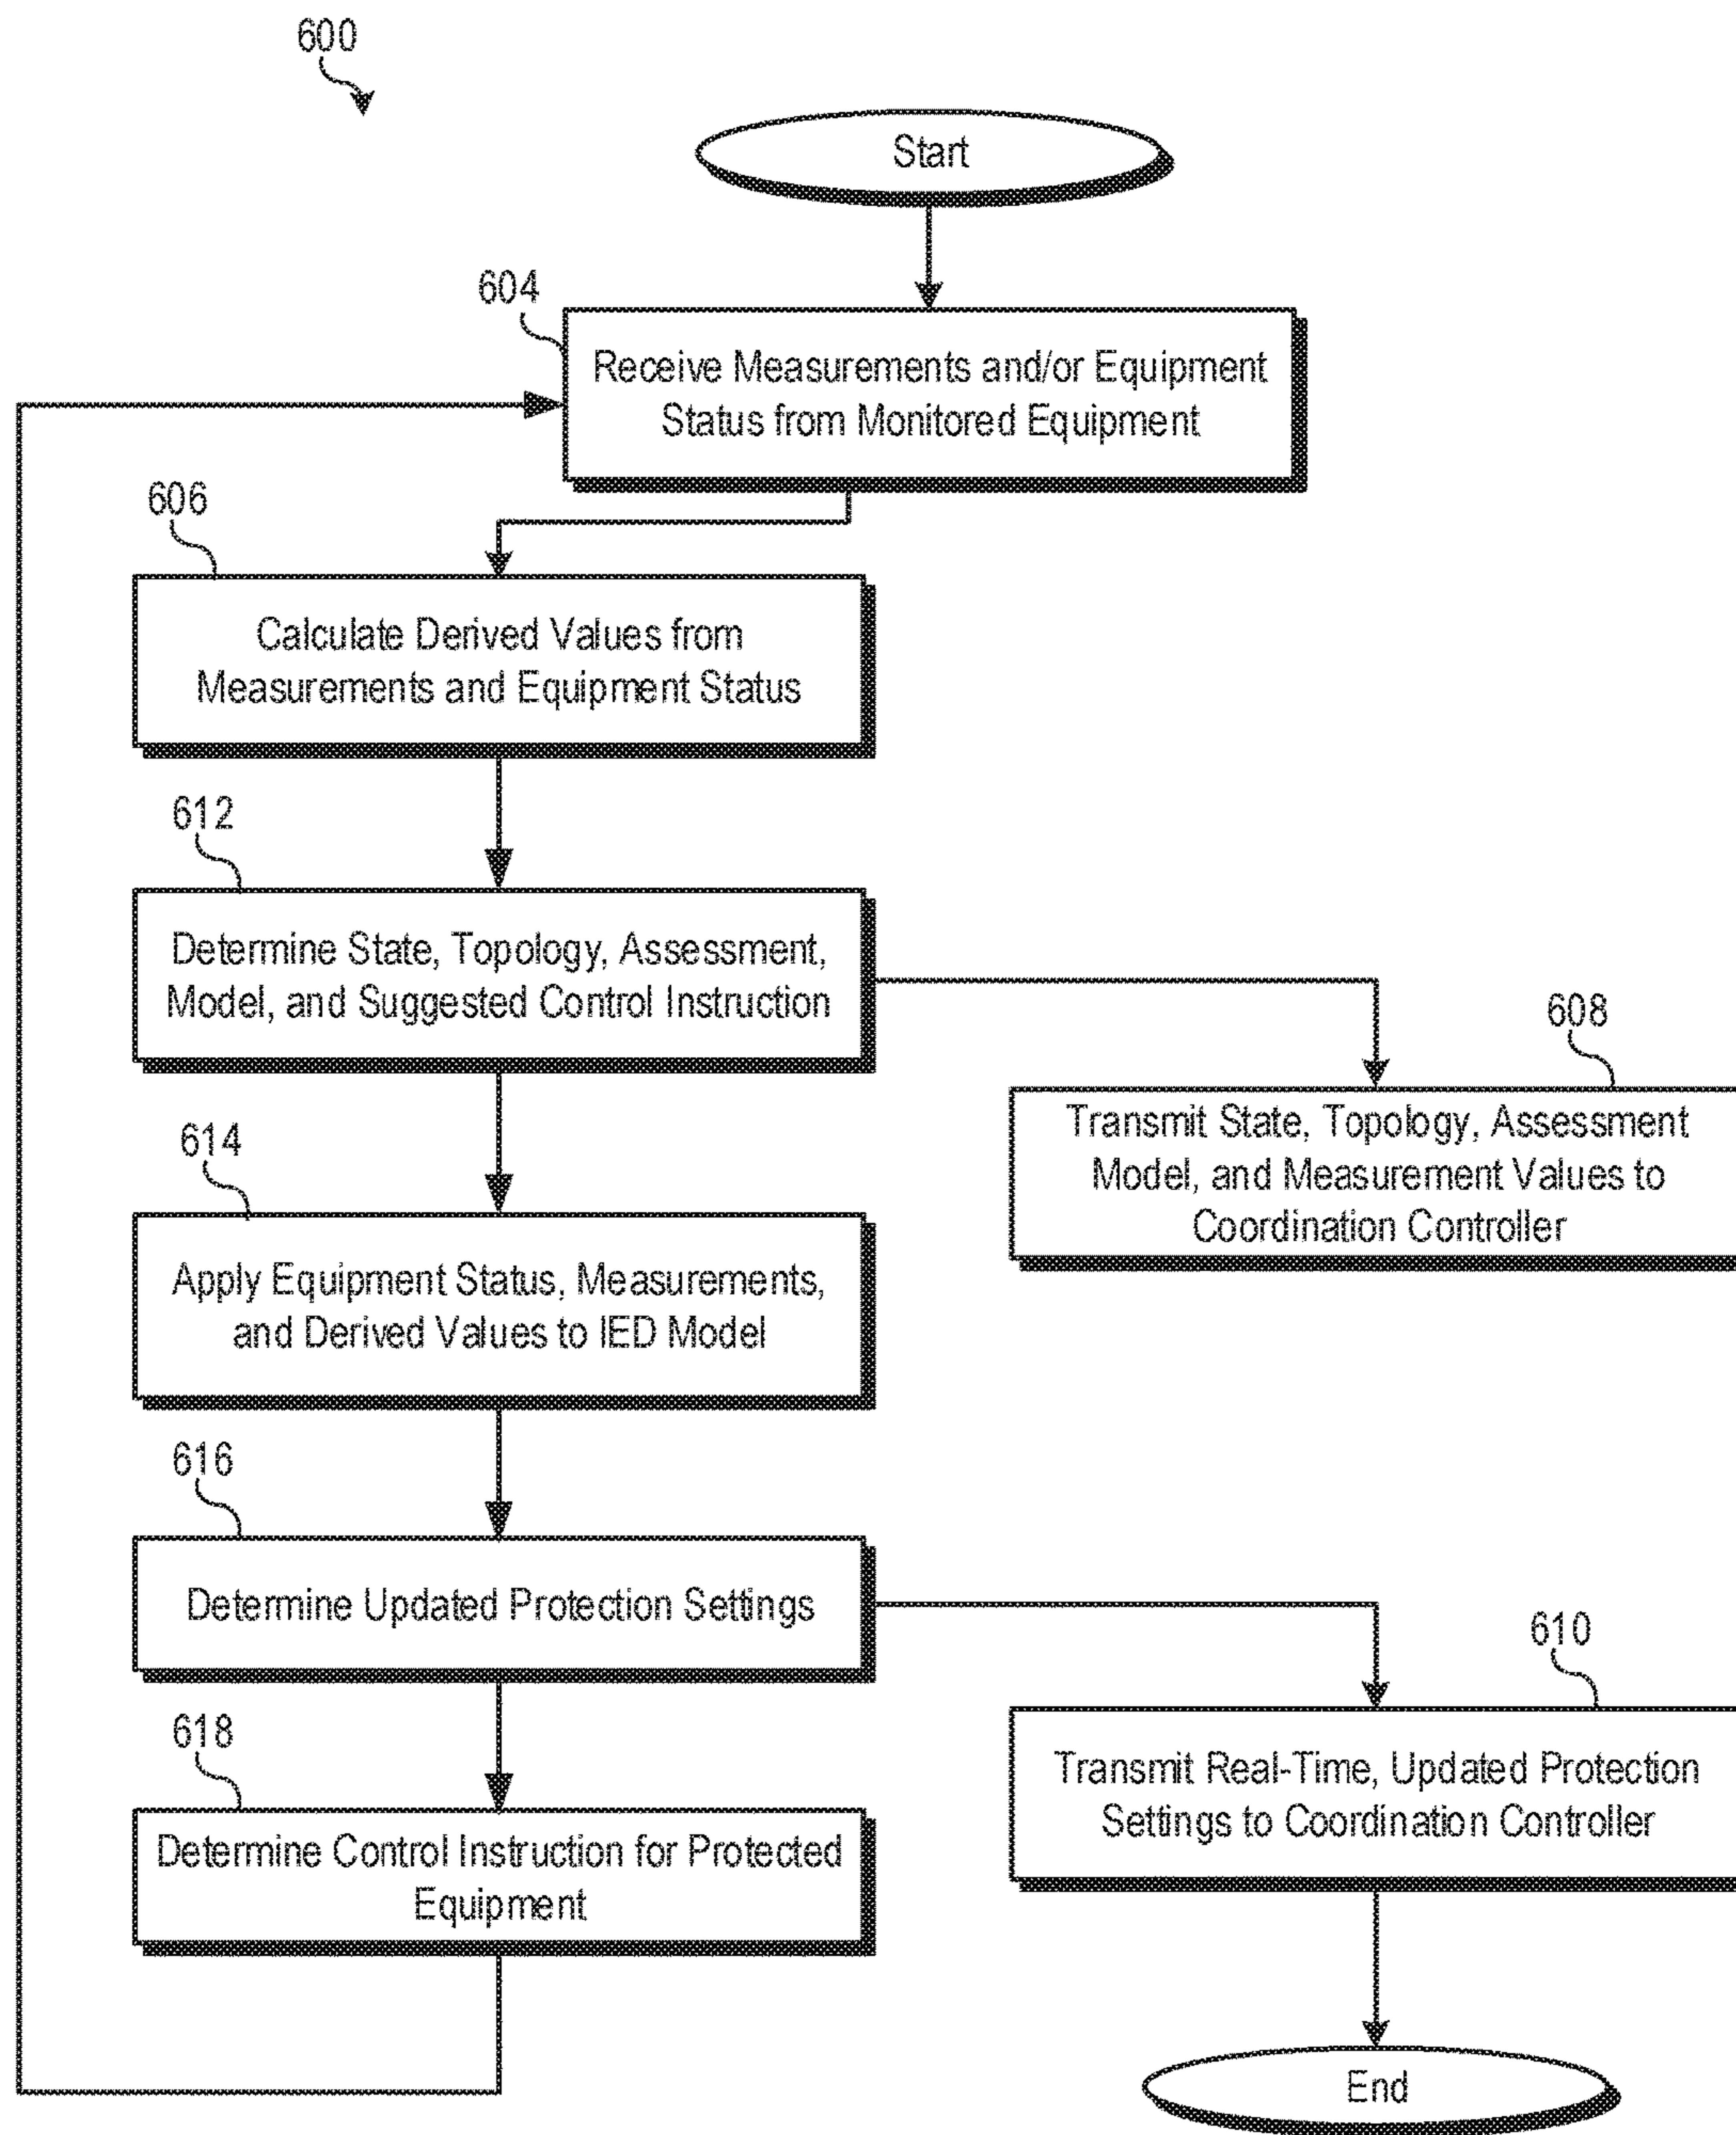 600
Start
604
Receive Measurements and/or Equipment
Status from Monitored Equipment
606
Calculate Derived Values from
Measurements and Equipment Status
612
Determine State, Topology, Assessment,
Model, and Suggested Control Instruction
608
Transmit State, Topology, Assessment
Model, and Measurement Values to
Coordination Controller
614
Apply Equipment Status, Measurements,
and Derived Values to IED Model
616
Determine Updated Protection Settings
610
Transmit Real-Time, Updated Protection
Settings to Coordination Controller
618
Determine Control Instruction for Protected
Equipment
End